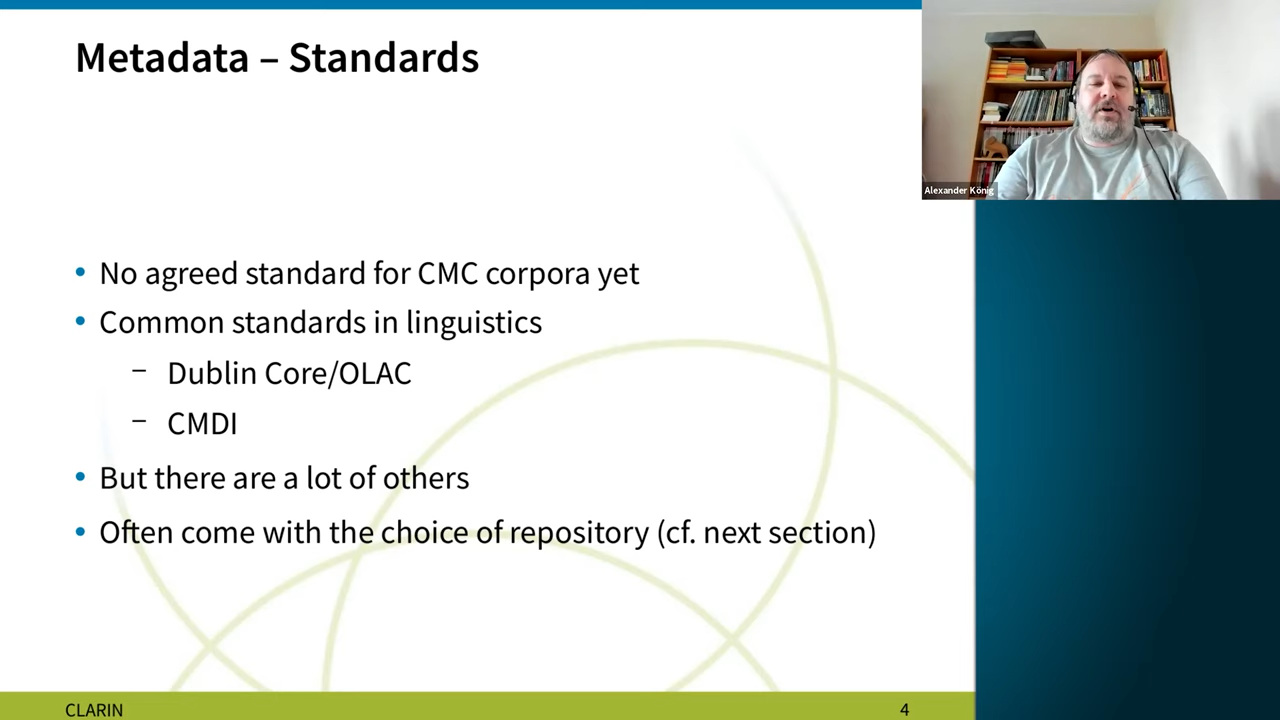 Metadata – Standards
Alexander König
• No agreed standard for CMC corpora yet
• Common standards in linguistics
– Dublin Core/OLAC
– CMDI
• But there are a lot of others
• Often come with the choice of repository (cf. next section)
CLARIN
4